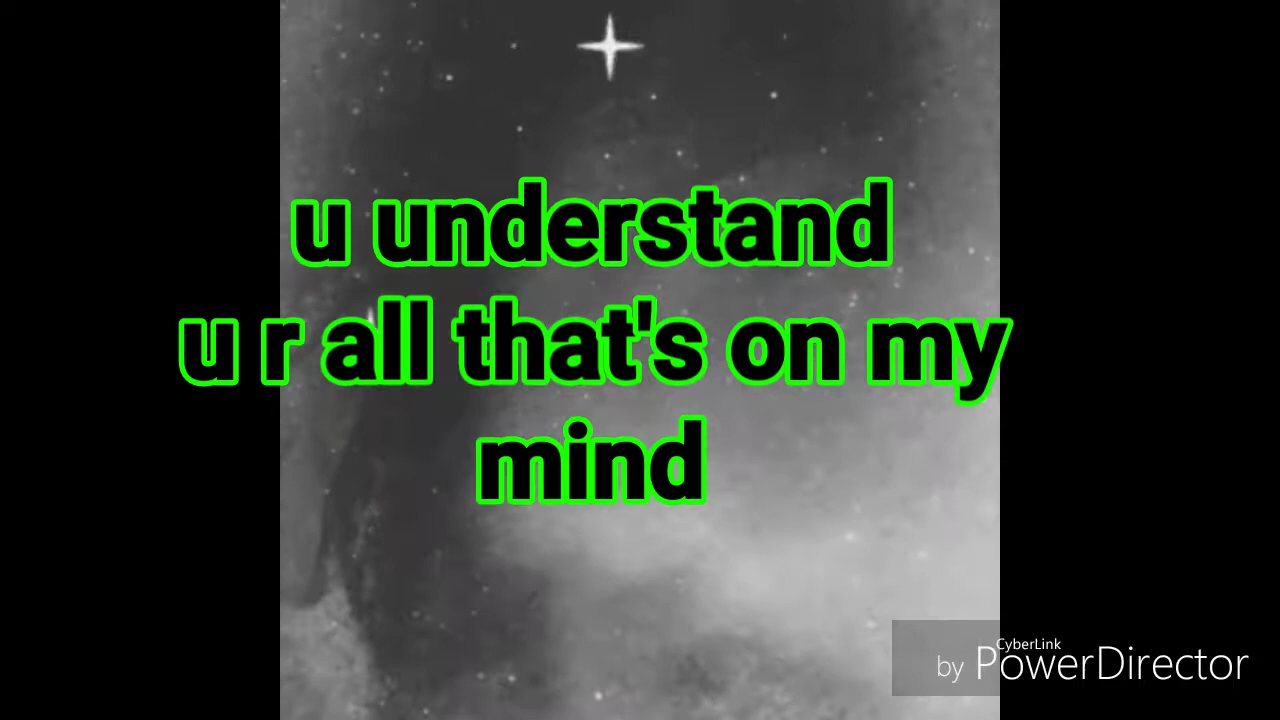 u understand
u r all that's on my
mind
CyberLink
by PowerDirector